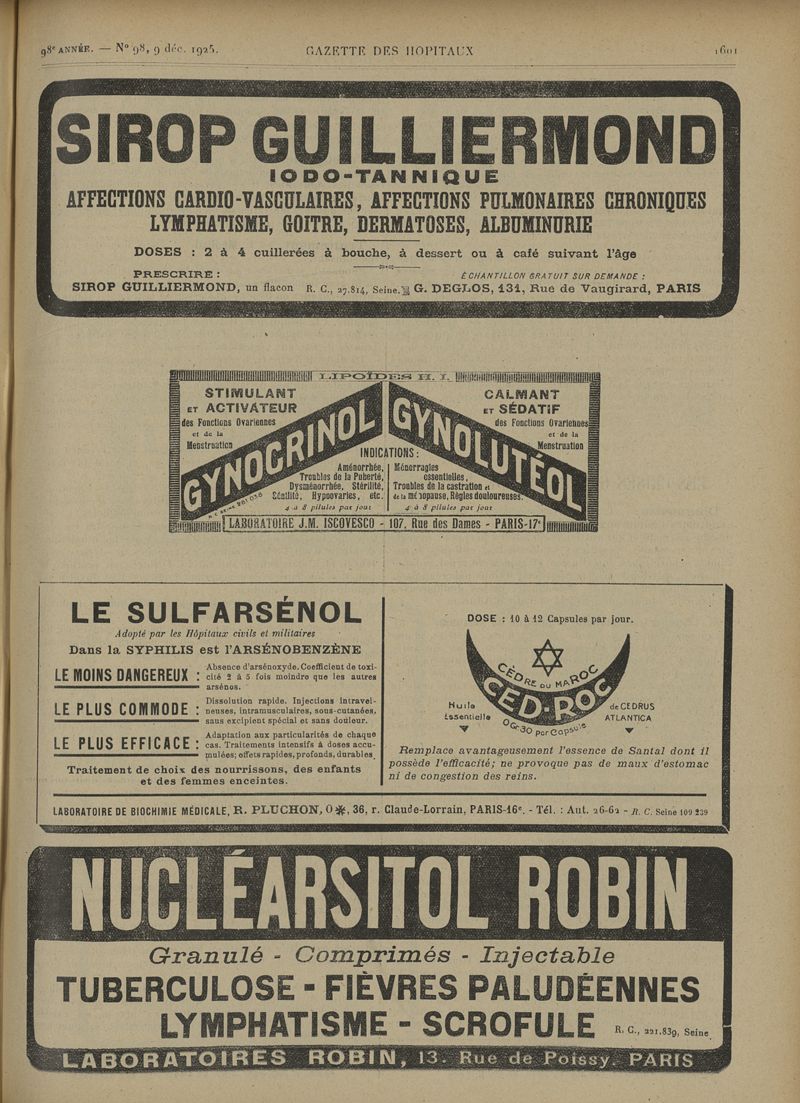 98e ANNÉE. — No 98, 9 déc. 1925.
GAZETTE DES HOPITAUX
1601
SIROP GUILLIERMOND
IODO-TANNIQUE
AFFECTIONS CARDIO-VASCULAIRES, AFFECTIONS PULMONAIRES CHRONIQUES
LYMPHATISME, GOITRE, DERMATOSES, ALBUMINURIE
DOSES : 2 à 4 cuillerées à bouche, à dessert ou à café suivant l'âge
PRESCRIRE :
ÉCHANTILLON GRATUIT SUR DEMANDE :
SIROP GUILLIERMOND, un flacon R. C., 27.814, Seine. G. DEGLOS, 131, Rue de Vaugirard, PARIS
LIPOÏDES H. I.
STIMULANT
ET ACTIVATEUR
des Fonctions Ovariennes
et de la
Menstruation
GYNOCRINOL
GYNOLUTÉOL
CALMANT
ET SÉDATIF
des Fonctions Ovariennes
et de la
Menstruation
INDICATIONS :
Aménorrhée,
Troubles de la Puberté,
Dysménorrhée, Stérilité,
Sénilité, Hypoovaries, etc.
4 à 8 pilules par jour
Ménorragies
essentielles,
Troubles de la castration et
de la ménopause, Règles douloureuses.
4 à 8 pilules par jour
LABORATOIRE J.M. ISCOVESCO - 107, Rue des Dames - PARIS-17e
LE SULFARSÉNOL
Adopté par les Hôpitaux civils et militaires
Dans la SYPHILIS est l'ARSÉNOBENZÈNE
LE MOINS DANGEREUX :
Absence d'arsénoxyde. Coefficient de toxi-
cité 2 à 5 fois moindre que les autres
arsénos.
LE PLUS COMMODE :
Dissolution rapide. Injections intravei-
neuses, intramusculaires, sous-cutanées,
sans excipient spécial et sans douleur.
LE PLUS EFFICACE :
Adaptation aux particularités de chaque
cas. Traitements intensifs à doses accu-
mulées; effets rapides, profonds, durables.
Traitement de choix des nourrissons, des enfants
et des femmes enceintes.
DOSE : 10 à 12 Capsules par jour.
CÈDRE DU MAROC
CED-ROC
Huile
Essentielle
de CEDRUS
ATLANTICA
0Gr30 par Capsule
Remplace avantageusement l'essence de Santal dont il
possède l'efficacité; ne provoque pas de maux d'estomac
ni de congestion des reins.
LABORATOIRE DE BIOCHIMIE MÉDICALE, R. PLUCHON, O ✻, 36, r. Claude-Lorrain, PARIS-16e. - Tél. : Aut. 26-62 - R. C. Seine 109 239
NUCLÉARSITOL ROBIN
Granulé - Comprimés - Injectable
TUBERCULOSE - FIÈVRES PALUDÉENNES
LYMPHATISME - SCROFULE
R. C., 221.839, Seine
LABORATOIRES ROBIN, 13. Rue de Poissy. PARIS